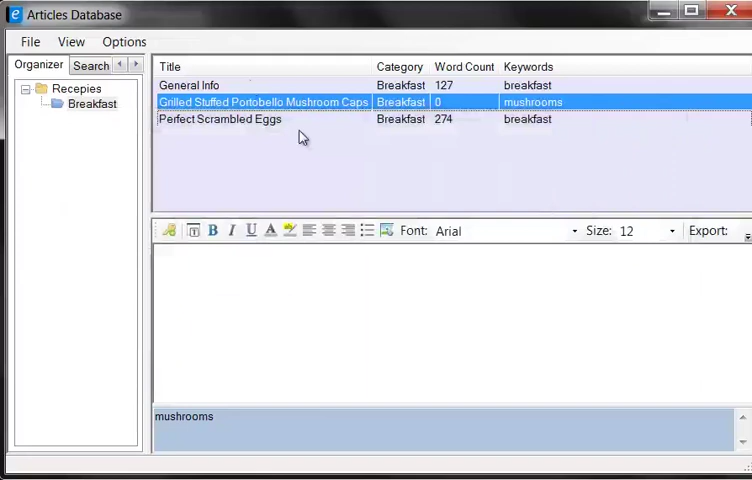 Articles Database
File View Options
Organizer Search
Recepies
Breakfast
Title Category Word Count Keywords
General Info Breakfast 127 breakfast
Grilled Stuffed Portobello Mushroom Caps Breakfast 0 mushrooms
Perfect Scrambled Eggs Breakfast 274 breakfast
T B I U A Font: Arial Size: 12 Export:
mushrooms